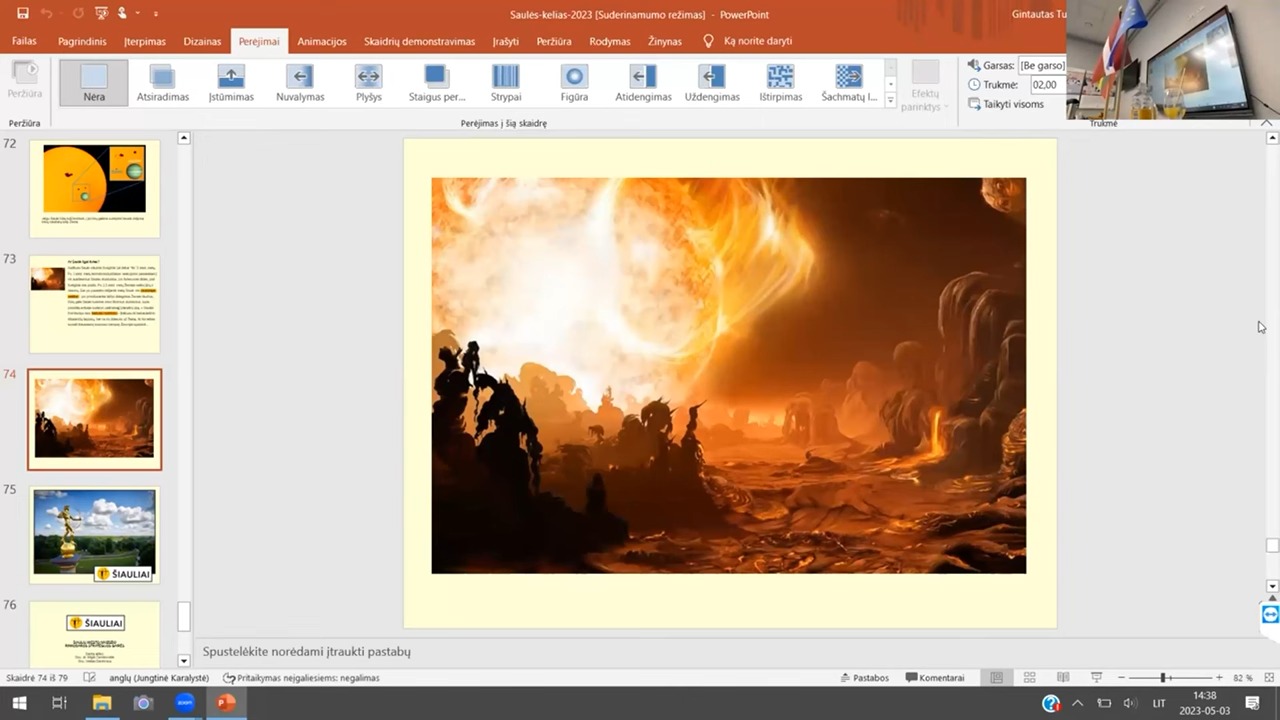 Saulės-kelias-2023 [Suderinamumo režimas] - PowerPoint
Gintautas Tu
Failas Pagrindinis Įterpimas Dizainas Perėjimai Animacijos Skaidrių demonstravimas Įrašyti Peržiūra Rodymas Žinynas Ką norite daryti
Peržiūra
Nėra Atsiradimas Įstūmimas Nuvalymas Plyšys Staigus per... Strypai Figūra Atidengimas Uždengimas Ištirpimas Šachmatų l...
Efektų
parinktys
Garsas: [Be garso]
Trukmė: 02,00
Taikyti visoms
Peržiūra
Perėjimas į šią skaidrę
Trukmė
72
73
74
75
ŠIAULIAI
76
ŠIAULIAI
Spustelėkite norėdami įtraukti pastabų
Skaidrė 74 iš 79 anglų (Jungtinė Karalystė) Pritaikymas neįgaliesiems: negalimas Pastabos Komentarai 82 %
LIT
14:38
2023-05-03